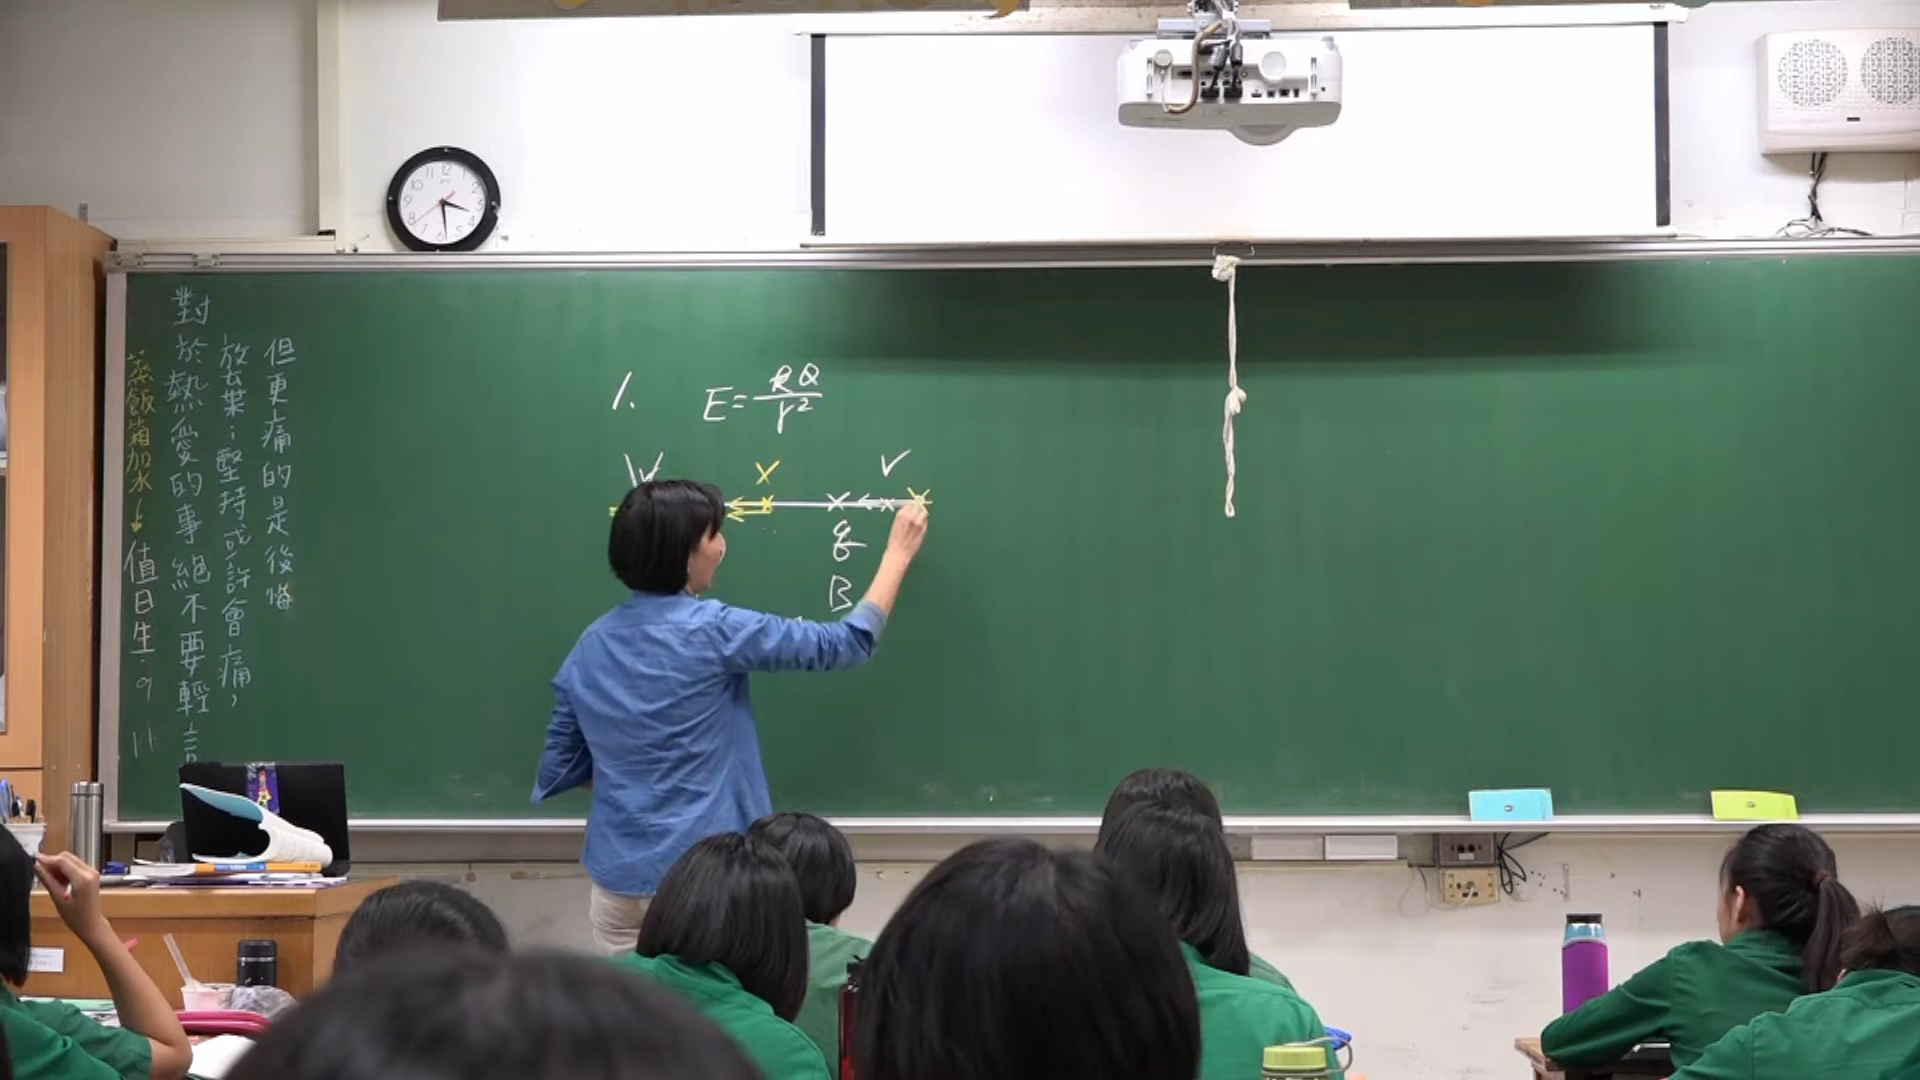 對於熱愛的事絕不要輕言
放棄；堅持或許會痛，
但更痛的是後悔
蒸飯箱加水↓
值日生：9
11
1. E = kQ/r²
X V
B